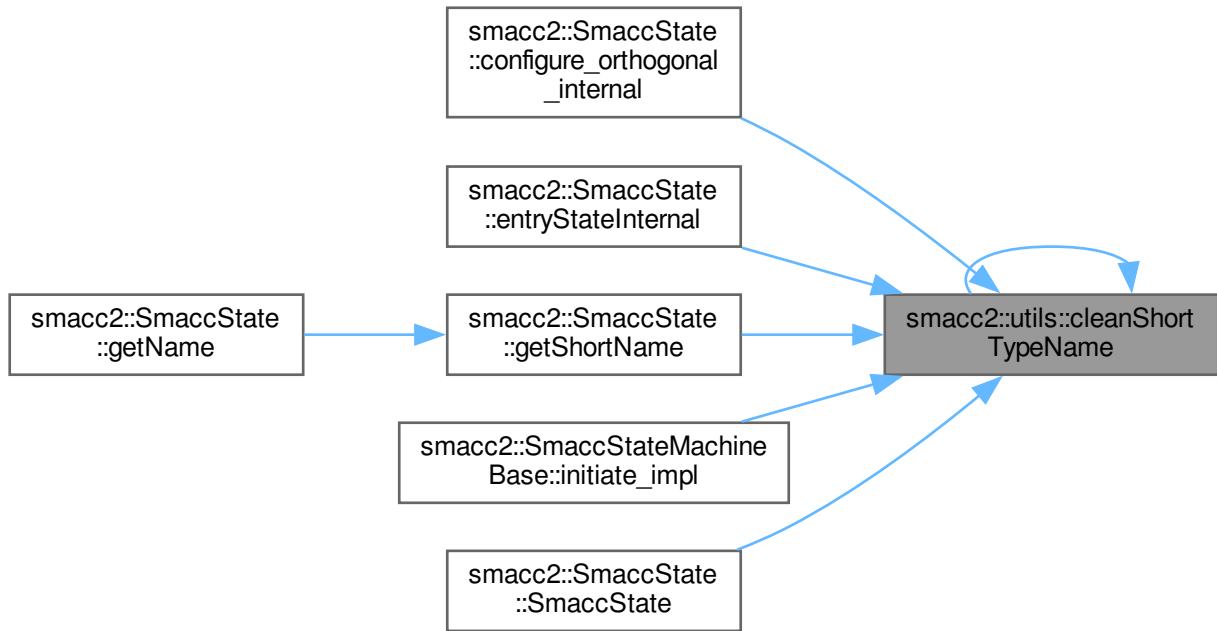 smacc2::SmaccState
::configure_orthogonal
_internal
smacc2::SmaccState
::entryStateInternal
smacc2::SmaccState
::getName
smacc2::SmaccState
::getShortName
smacc2::utils::cleanShort
TypeName
smacc2::SmaccStateMachine
Base::initiate_impl
smacc2::SmaccState
::SmaccState